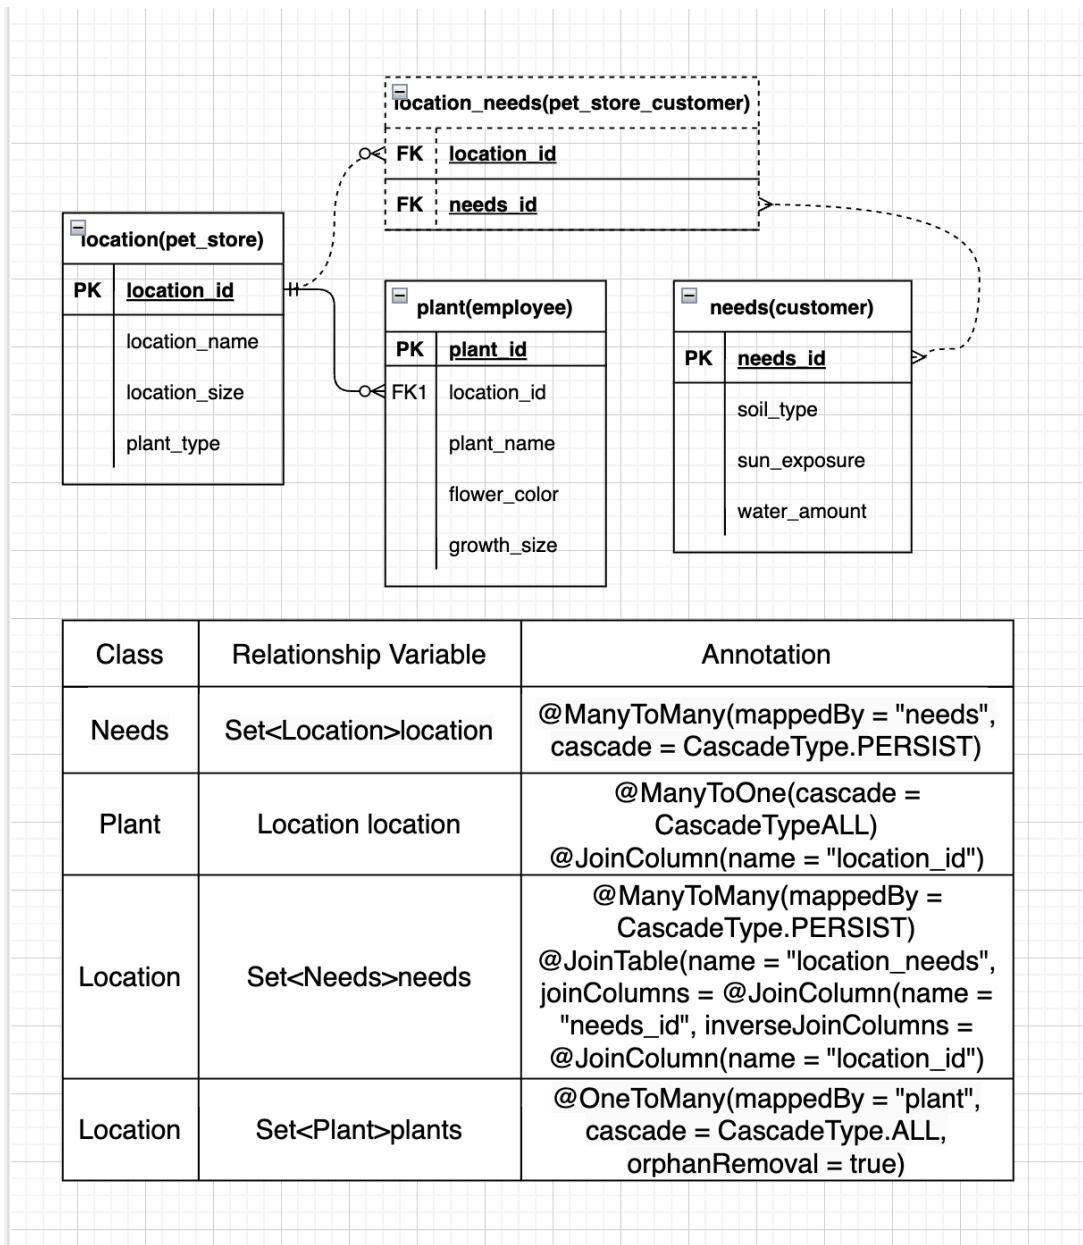 location_needs(pet_store_customer)
FK location_id
FK needs_id
location(pet_store)
PK location_id
location_name
location_size
plant_type
plant(employee)
PK plant_id
FK1 location_id
plant_name
flower_color
growth_size
needs(customer)
PK needs_id
soil_type
sun_exposure
water_amount
Class Relationship Variable Annotation
Needs Set<Location>location
@ManyToMany(mappedBy = "needs",
cascade = CascadeType.PERSIST)
Plant Location location
@ManyToOne(cascade =
CascadeTypeALL)
@JoinColumn(name = "location_id")
Location Set<Needs>needs
@ManyToMany(mappedBy =
CascadeType.PERSIST)
@JoinTable(name = "location_needs",
joinColumns = @JoinColumn(name =
"needs_id", inverseJoinColumns =
@JoinColumn(name = "location_id")
Location Set<Plant>plants
@OneToMany(mappedBy = "plant",
cascade = CascadeType.ALL,
orphanRemoval = true)